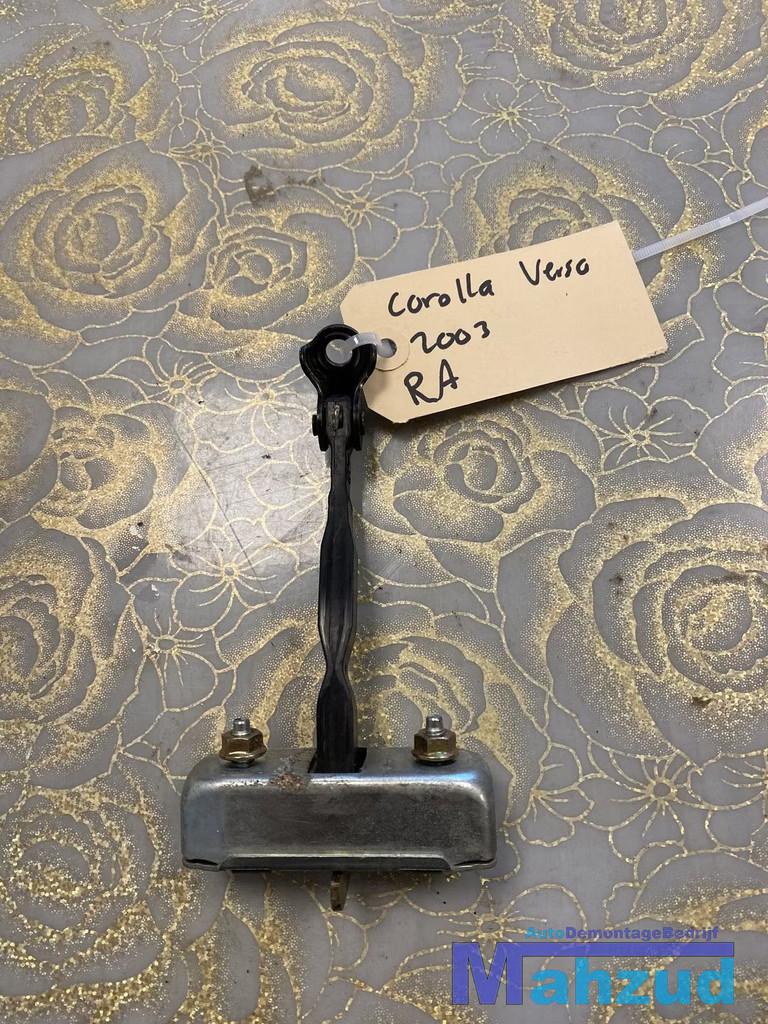 Corolla Verso
2003
RA
AutoDemontageBedrijf
Mahzud